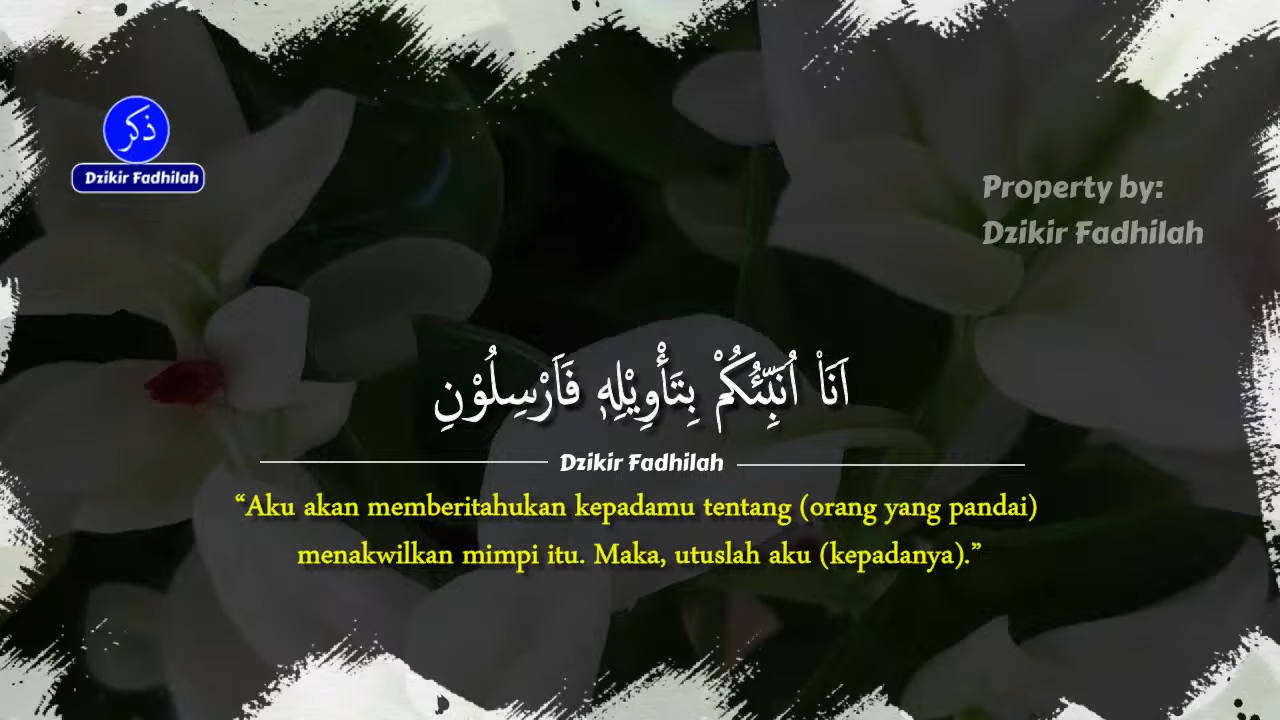 ذكر
Dzikir Fadhilah
Property by:
Dzikir Fadhilah
اَنَا۠ اُنَبِّئُكُمْ بِتَأْوِيْلِهٖ فَاَرْسِلُوْنِ
Dzikir Fadhilah
“Aku akan memberitahukan kepadamu tentang (orang yang pandai)
menakwilkan mimpi itu. Maka, utuslah aku (kepadanya).”